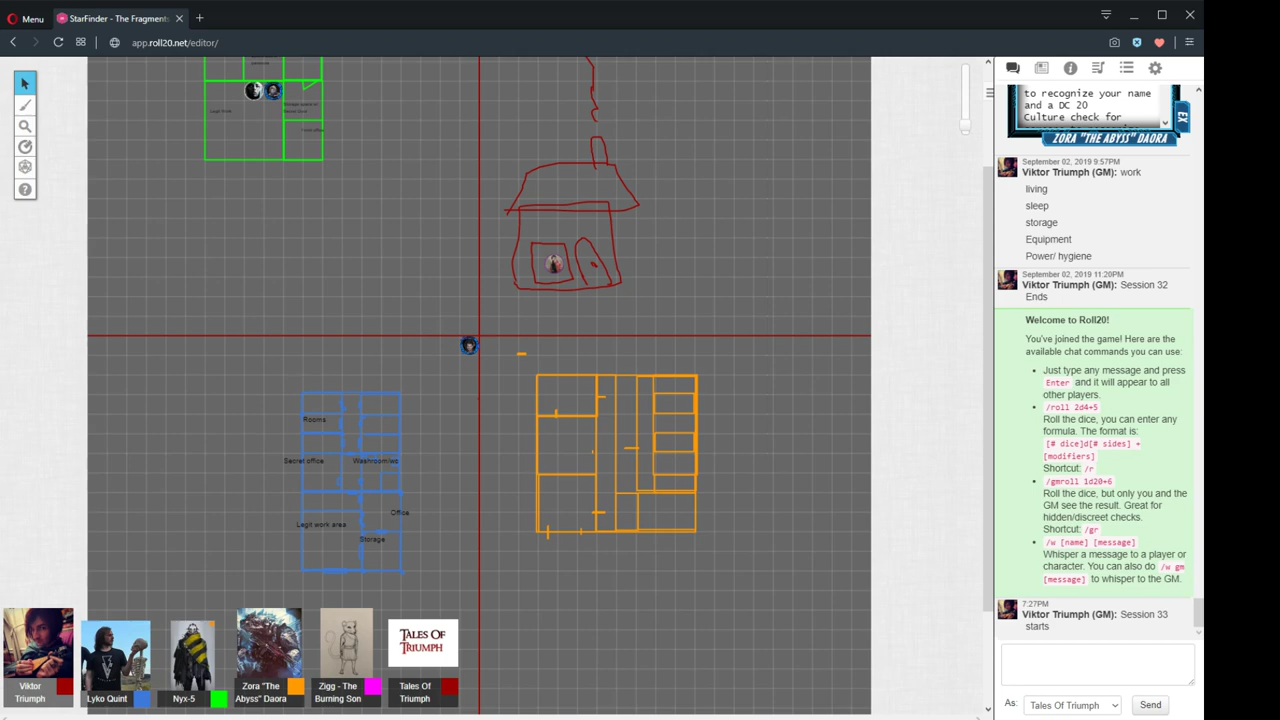 Menu
StarFinder - The Fragments
app.roll20.net/editor/
to recognize your name
and a DC 20
Culture check for
EX
ZORA "THE ABYSS" DAORA
September 02, 2019 9:57PM
Viktor Triumph (GM): work
living
sleep
storage
Equipment
Power/ hygiene
September 02, 2019 11:20PM
Viktor Triumph (GM): Session 32
Ends
Welcome to Roll20!
You've joined the game! Here are the
available chat commands you can use:
Just type any message and press
Enter and it will appear to all
other players.
/roll 2d4+5
Roll the dice, you can enter any
formula. The format is:
[# dice]d[# sides] +
[modifiers]
Shortcut: /r
/gmroll 1d20+6
Roll the dice, but only you and the
GM see the result. Great for
hidden/discreet checks.
Shortcut: /gr
/w [name] [message]
Whisper a message to a player or
character. You can also do /w gm
[message] to whisper to the GM.
7:27PM
Viktor Triumph (GM): Session 33
starts
As: Tales Of Triumph
Send
Legit Work
Rooms
Secret office
Washroom/wc
Office
Legit work area
Storage
TALES OF
TRIUMPH
Viktor
Triumph
Lyko Quint
Nyx-5
Zora "The
Abyss" Daora
Zigg - The
Burning Son
Tales Of
Triumph